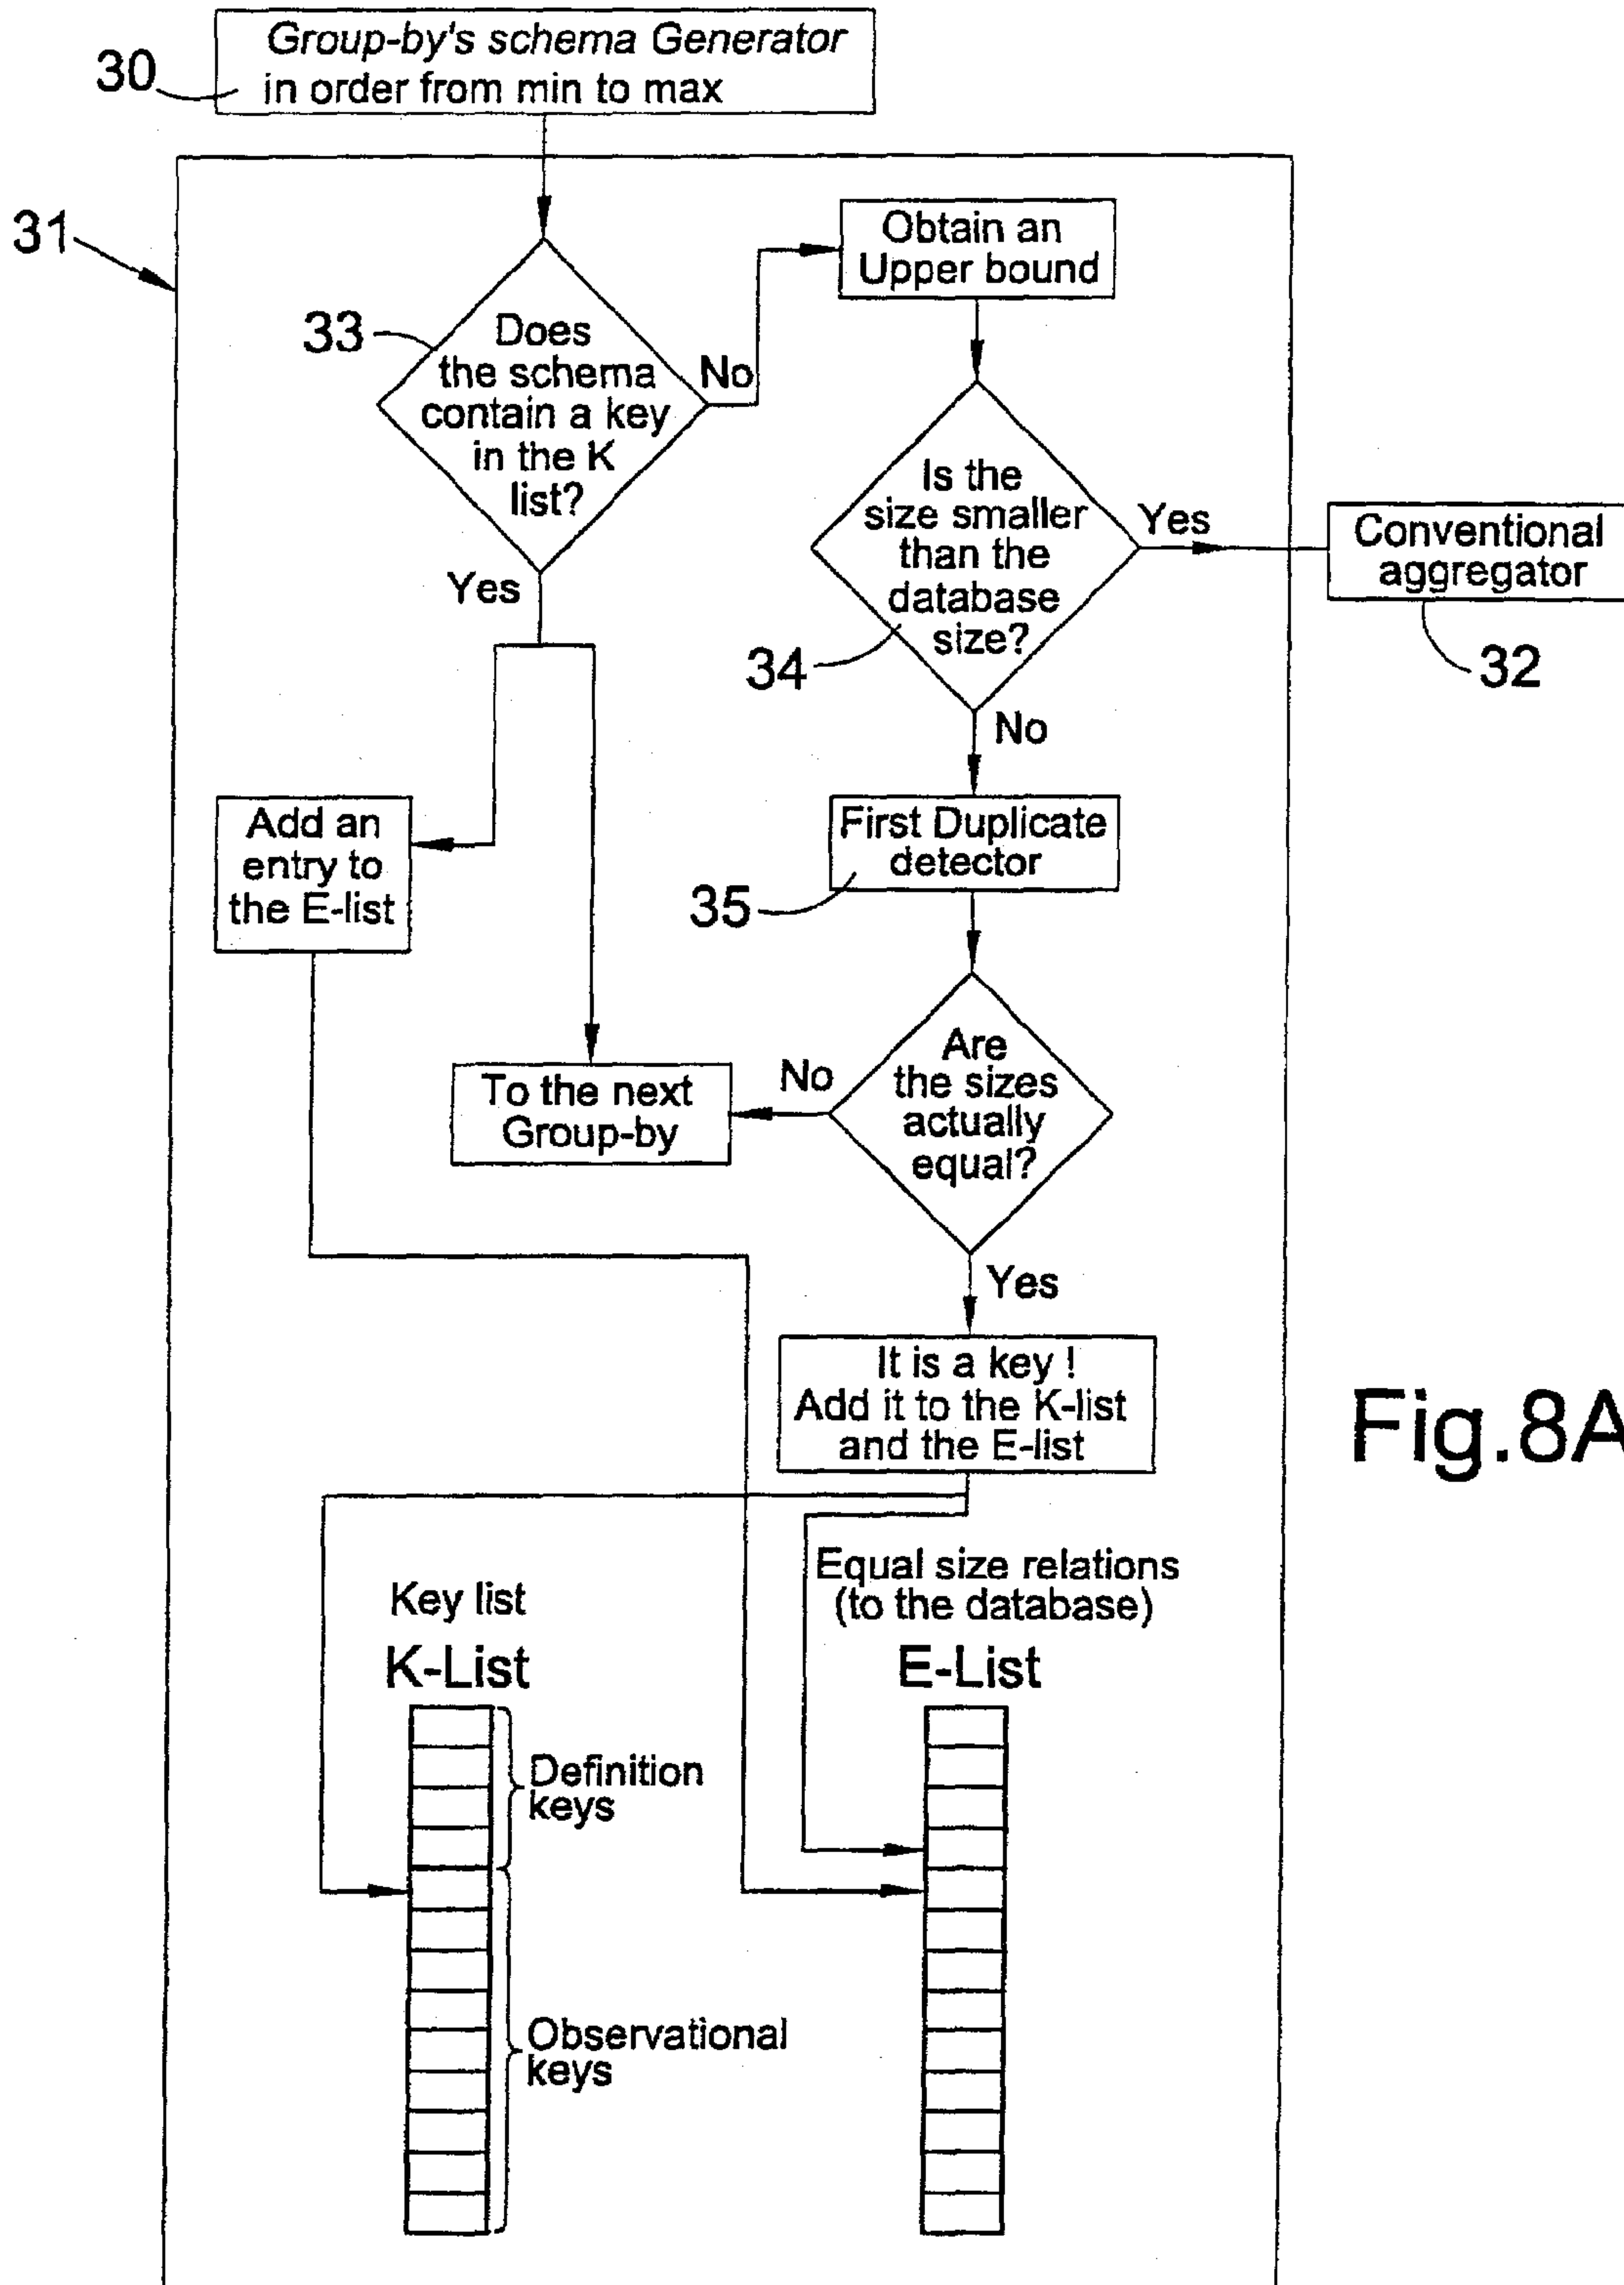 Group-by's schema Generator
in order from min to max
30
31
Obtain an
Upper bound
33
Does
the schema
contain a key
in the K
list?
No
Yes
Is the
size smaller
than the
database
size?
34
Yes
Conventional
aggregator
32
No
Add an
entry to
the E-list
First Duplicate
detector
35
Are
the sizes
actually
equal?
No
To the next
Group-by
Yes
It is a key !
Add it to the K-list
and the E-list
Fig.8A
Key list
K-List
Equal size relations
(to the database)
E-List
Definition
keys
Observational
keys